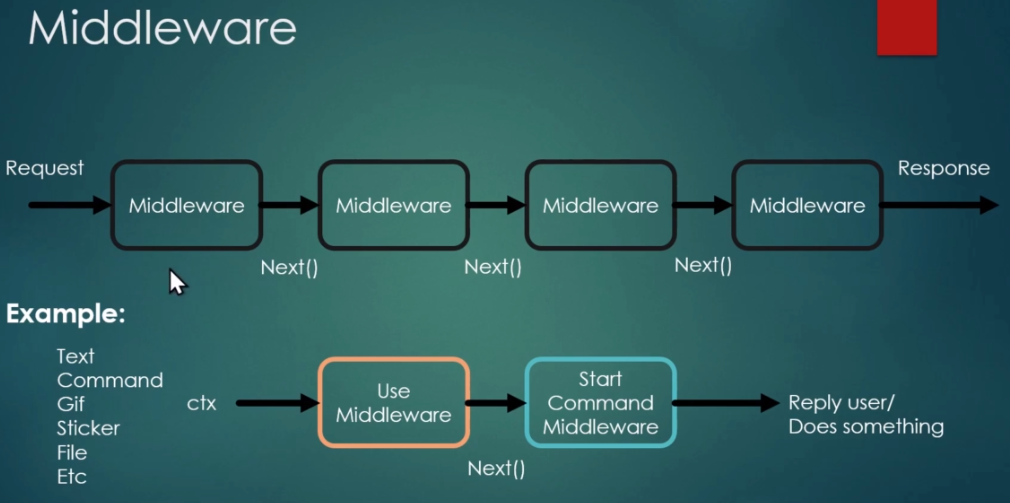 Middleware
Request
Response
Middleware
Middleware
Middleware
Middleware
Next()
Next()
Next()
Example:
Text
Command
Gif
Sticker
File
Etc
ctx
Use
Middleware
Next()
Start
Command
Middleware
Reply user/
Does something